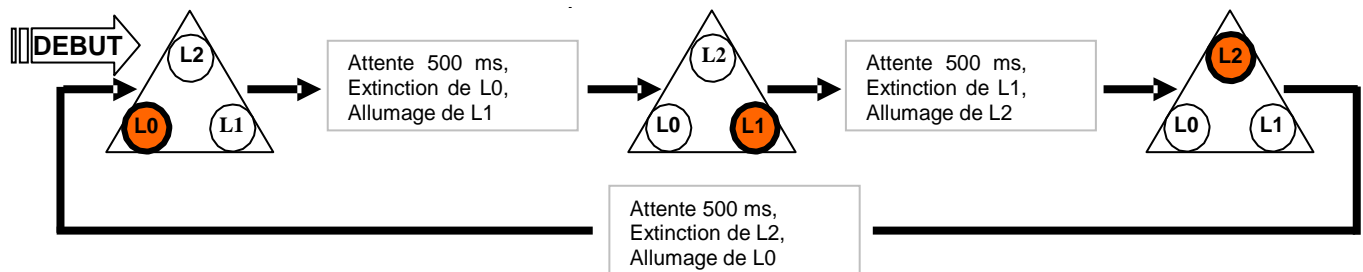 DEBUT
L2
L0
L1
Attente 500 ms,
Extinction de L0,
Allumage de L1
L2
L0
L1
Attente 500 ms,
Extinction de L1,
Allumage de L2
L2
L0
L1
Attente 500 ms,
Extinction de L2,
Allumage de L0